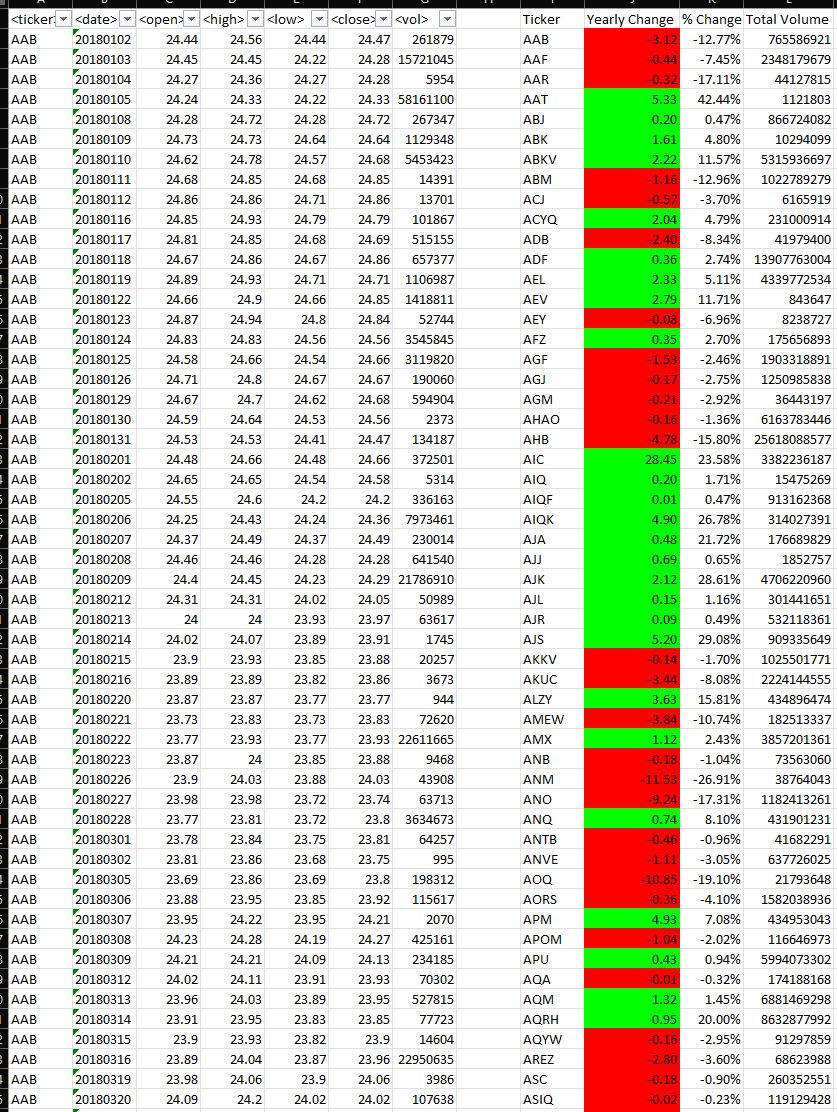 <ticker> <date> <open> <high> <low> <close> <vol> Ticker Yearly Change % Change Total Volume
AAB 20180102 24.44 24.56 24.44 24.47 261879 AAB -3.12 -12.77% 765586921
AAB 20180103 24.45 24.45 24.22 24.28 15721045 AAF -0.44 -7.45% 2348179679
AAB 20180104 24.27 24.36 24.27 24.28 5954 AAR -0.32 -17.11% 44127815
AAB 20180105 24.24 24.33 24.22 24.33 58161100 AAT 5.33 42.44% 1121803
AAB 20180108 24.28 24.72 24.28 24.72 267347 ABJ 0.20 0.47% 866724082
AAB 20180109 24.73 24.73 24.64 24.64 1129348 ABK 1.61 4.80% 10294099
AAB 20180110 24.62 24.78 24.57 24.68 5453423 ABKV 2.22 11.57% 5315936697
AAB 20180111 24.68 24.85 24.68 24.85 14391 ABM -1.16 -12.96% 1022789279
AAB 20180112 24.86 24.86 24.71 24.86 13701 ACJ -0.57 -3.70% 6165919
AAB 20180116 24.85 24.93 24.79 24.79 101867 ACYQ 2.04 4.79% 231000914
AAB 20180117 24.81 24.85 24.68 24.69 515155 ADB -2.40 -8.34% 41979400
AAB 20180118 24.67 24.86 24.67 24.86 657377 ADF 0.36 2.74% 13907763004
AAB 20180119 24.89 24.93 24.71 24.71 1106987 AEL 2.33 5.11% 4339772534
AAB 20180122 24.66 24.9 24.66 24.85 1418811 AEV 2.79 11.71% 843647
AAB 20180123 24.87 24.94 24.8 24.84 52744 AEY -0.08 -6.96% 8238727
AAB 20180124 24.83 24.83 24.56 24.56 3545845 AFZ 0.35 2.70% 175656893
AAB 20180125 24.58 24.66 24.54 24.66 3119820 AGF -1.53 -2.46% 1903318891
AAB 20180126 24.71 24.8 24.67 24.67 190060 AGJ -0.17 -2.75% 1250985838
AAB 20180129 24.67 24.7 24.62 24.68 594904 AGM -0.21 -2.92% 36443197
AAB 20180130 24.59 24.64 24.53 24.56 2373 AHAO -0.16 -1.36% 6163783446
AAB 20180131 24.53 24.53 24.41 24.47 134187 AHB -4.78 -15.80% 25618088577
AAB 20180201 24.48 24.66 24.48 24.66 372501 AIC 28.45 23.58% 3382236187
AAB 20180202 24.65 24.65 24.54 24.58 5314 AIQ 0.20 1.71% 15475269
AAB 20180205 24.55 24.6 24.2 24.2 336163 AIQF 0.01 0.47% 913162368
AAB 20180206 24.25 24.43 24.24 24.36 7973461 AIQK 4.90 26.78% 314027391
AAB 20180207 24.37 24.49 24.37 24.49 230014 AJA 0.48 21.72% 176689829
AAB 20180208 24.46 24.46 24.28 24.28 641540 AJJ 0.69 0.65% 1852757
AAB 20180209 24.4 24.45 24.23 24.29 21786910 AJK 2.12 28.61% 4706220960
AAB 20180212 24.31 24.31 24.02 24.05 50989 AJL 0.15 1.16% 301441651
AAB 20180213 24 24 23.93 23.97 63617 AJR 0.09 0.49% 532118361
AAB 20180214 24.02 24.07 23.89 23.91 1745 AJS 5.20 29.08% 909335649
AAB 20180215 23.9 23.93 23.85 23.88 20257 AKKV -0.14 -1.70% 1025501771
AAB 20180216 23.89 23.89 23.82 23.86 3673 AKUC -3.44 -8.08% 2224144555
AAB 20180220 23.87 23.87 23.77 23.77 944 ALZY 3.63 15.81% 434896474
AAB 20180221 23.73 23.83 23.73 23.83 72620 AMEW -3.84 -10.74% 182513337
AAB 20180222 23.77 23.93 23.77 23.93 22611665 AMX 1.12 2.43% 3857201361
AAB 20180223 23.87 24 23.85 23.88 9468 ANB -0.18 -1.04% 73563060
AAB 20180226 23.9 24.03 23.88 24.03 43908 ANM -11.53 -26.91% 38764043
AAB 20180227 23.98 23.98 23.72 23.74 63713 ANO -9.24 -17.31% 1182413261
AAB 20180228 23.77 23.81 23.72 23.8 3634673 ANQ 0.74 8.10% 431901231
AAB 20180301 23.78 23.84 23.75 23.81 64257 ANTB -0.46 -0.96% 41682291
AAB 20180302 23.81 23.86 23.68 23.75 995 ANVE -1.11 -3.05% 637726025
AAB 20180305 23.69 23.86 23.69 23.8 198312 AOQ -10.85 -19.10% 21793648
AAB 20180306 23.88 23.95 23.85 23.92 115617 AORS -0.36 -4.10% 1582038936
AAB 20180307 23.95 24.22 23.95 24.21 2070 APM 4.93 7.08% 434953043
AAB 20180308 24.23 24.28 24.19 24.27 425161 APOM -1.04 -2.02% 116646973
AAB 20180309 24.21 24.21 24.09 24.13 234185 APU 0.43 0.94% 5994073302
AAB 20180312 24.02 24.11 23.91 23.93 70302 AQA -0.01 -0.32% 174188168
AAB 20180313 23.96 24.03 23.89 23.95 527815 AQM 1.32 1.45% 6881469298
AAB 20180314 23.91 23.95 23.83 23.85 77723 AQRH 0.95 20.00% 8632877992
AAB 20180315 23.9 23.93 23.82 23.9 14604 AQYW -0.16 -2.95% 91297859
AAB 20180316 23.89 24.04 23.87 23.96 22950635 AREZ -2.80 -3.60% 68623988
AAB 20180319 23.98 24.06 23.9 24.06 3986 ASC -0.18 -0.90% 260352551
AAB 20180320 24.09 24.2 24.02 24.02 107638 ASIQ -0.02 -0.23% 119129428